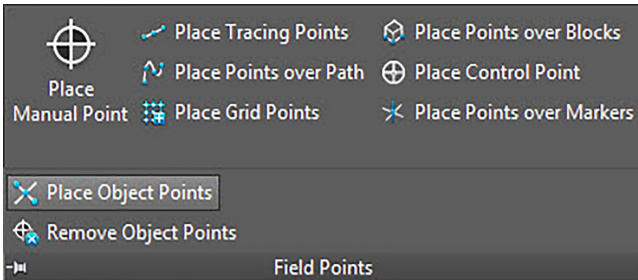 Place
Manual Point
Place Tracing Points
Place Points over Path
Place Grid Points
Place Points over Blocks
Place Control Point
Place Points over Markers
Place Object Points
Remove Object Points
Field Points